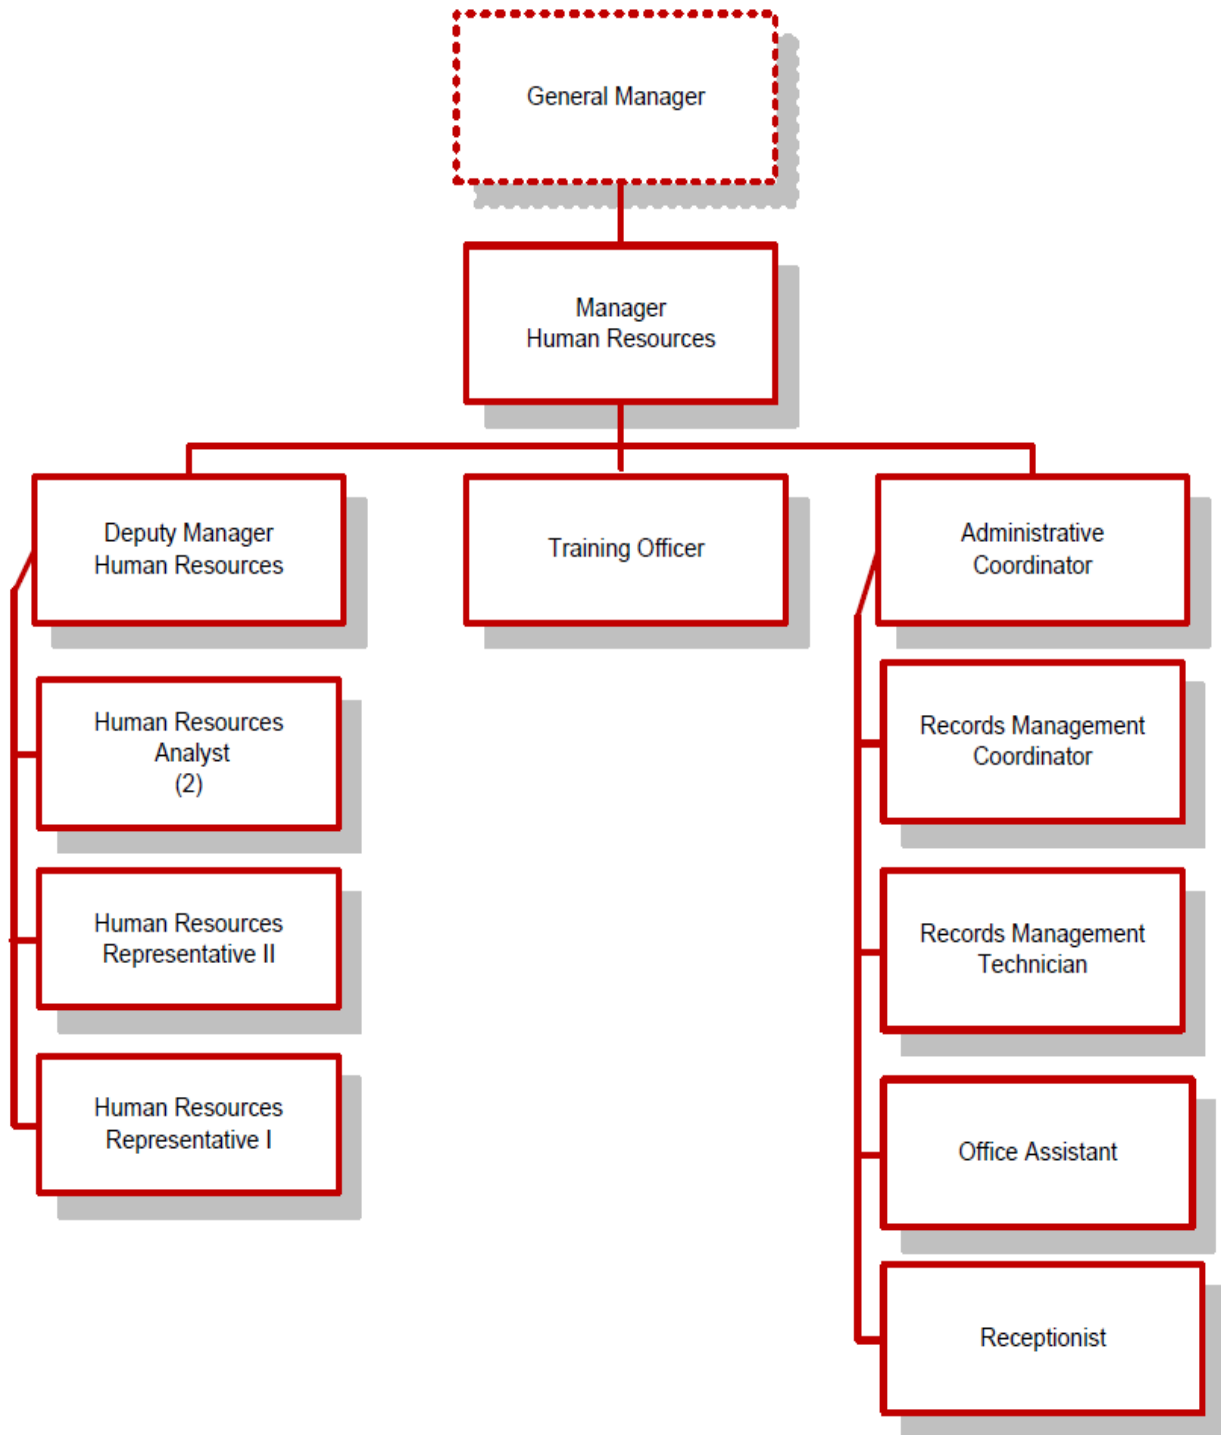 General Manager
Manager
Human Resources
Deputy Manager
Human Resources
Training Officer
Administrative
Coordinator
Human Resources
Analyst
(2)
Human Resources
Representative II
Human Resources
Representative I
Records Management
Coordinator
Records Management
Technician
Office Assistant
Receptionist